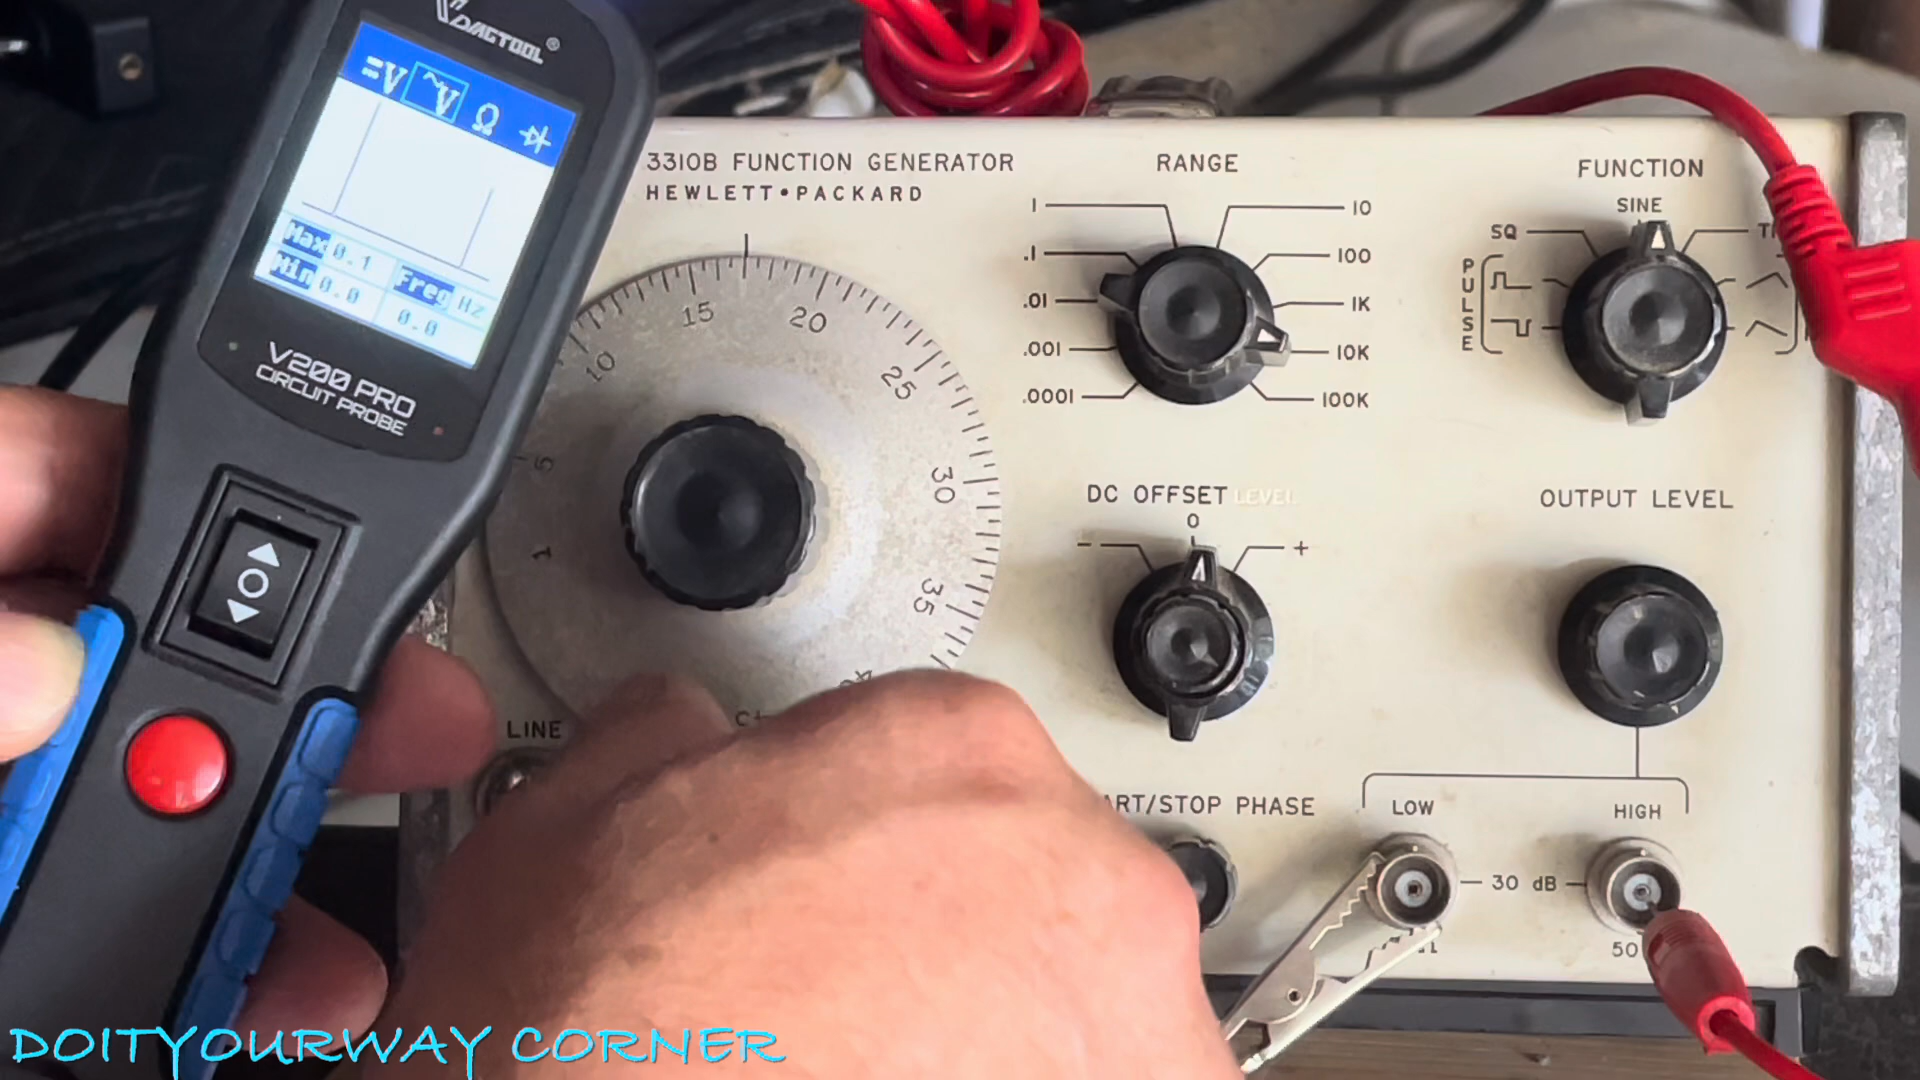 VDIAGTOOL®
=V ~V Ω
Max 0.1
Min 0.0
Freq Hz
0.0
V200 PRO
CIRCUIT PROBE
3310B FUNCTION GENERATOR
HEWLETT•PACKARD
5 10 15 20 25 30 35
1
LINE
RANGE
1 10
.1 100
.01 1K
.001 10K
.0001 100K
FUNCTION
SINE
SQ
PULSE
DC OFFSET LEVEL
0
- +
OUTPUT LEVEL
PHASE
LOW HIGH
30 dB
50
DOITYOURWAY CORNER